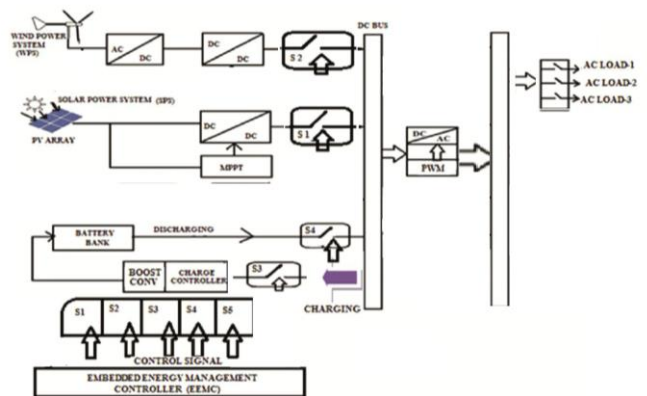 WIND POWER
SYSTEM
(WPS)
AC
DC
DC
DC
S2
DC BUS
SOLAR POWER SYSTEM (SPS)
PV ARRAY
DC
DC
MPPT
S1
DC
AC
PWM
AC LOAD-1
AC LOAD-2
AC LOAD-3
BATTERY
BANK
DISCHARGING
S4
BOOST
CONV
CHARGE
CONTROLLER
S3
CHARGING
S1
S2
S3
S4
S5
CONTROL SIGNAL
EMBEDDED ENERGY MANAGEMENT
CONTROLLER (EEMC)